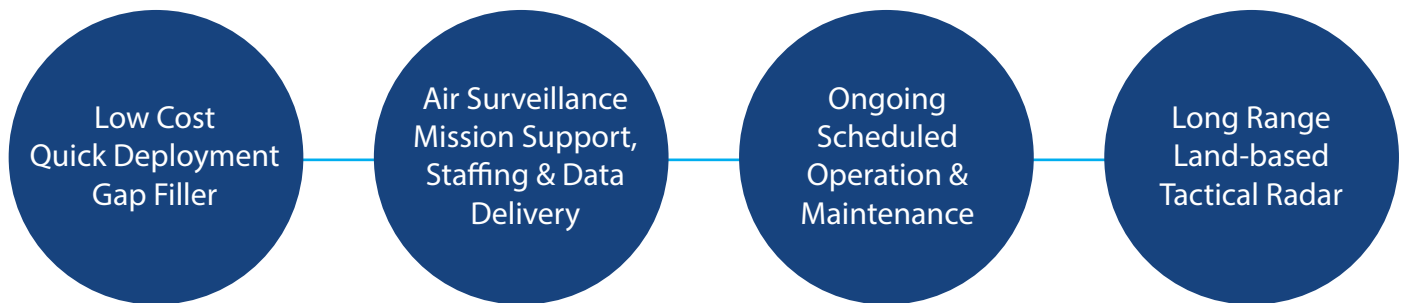 Low Cost
Quick Deployment
Gap Filler
Air Surveillance
Mission Support,
Staffing & Data
Delivery
Ongoing
Scheduled
Operation &
Maintenance
Long Range
Land-based
Tactical Radar